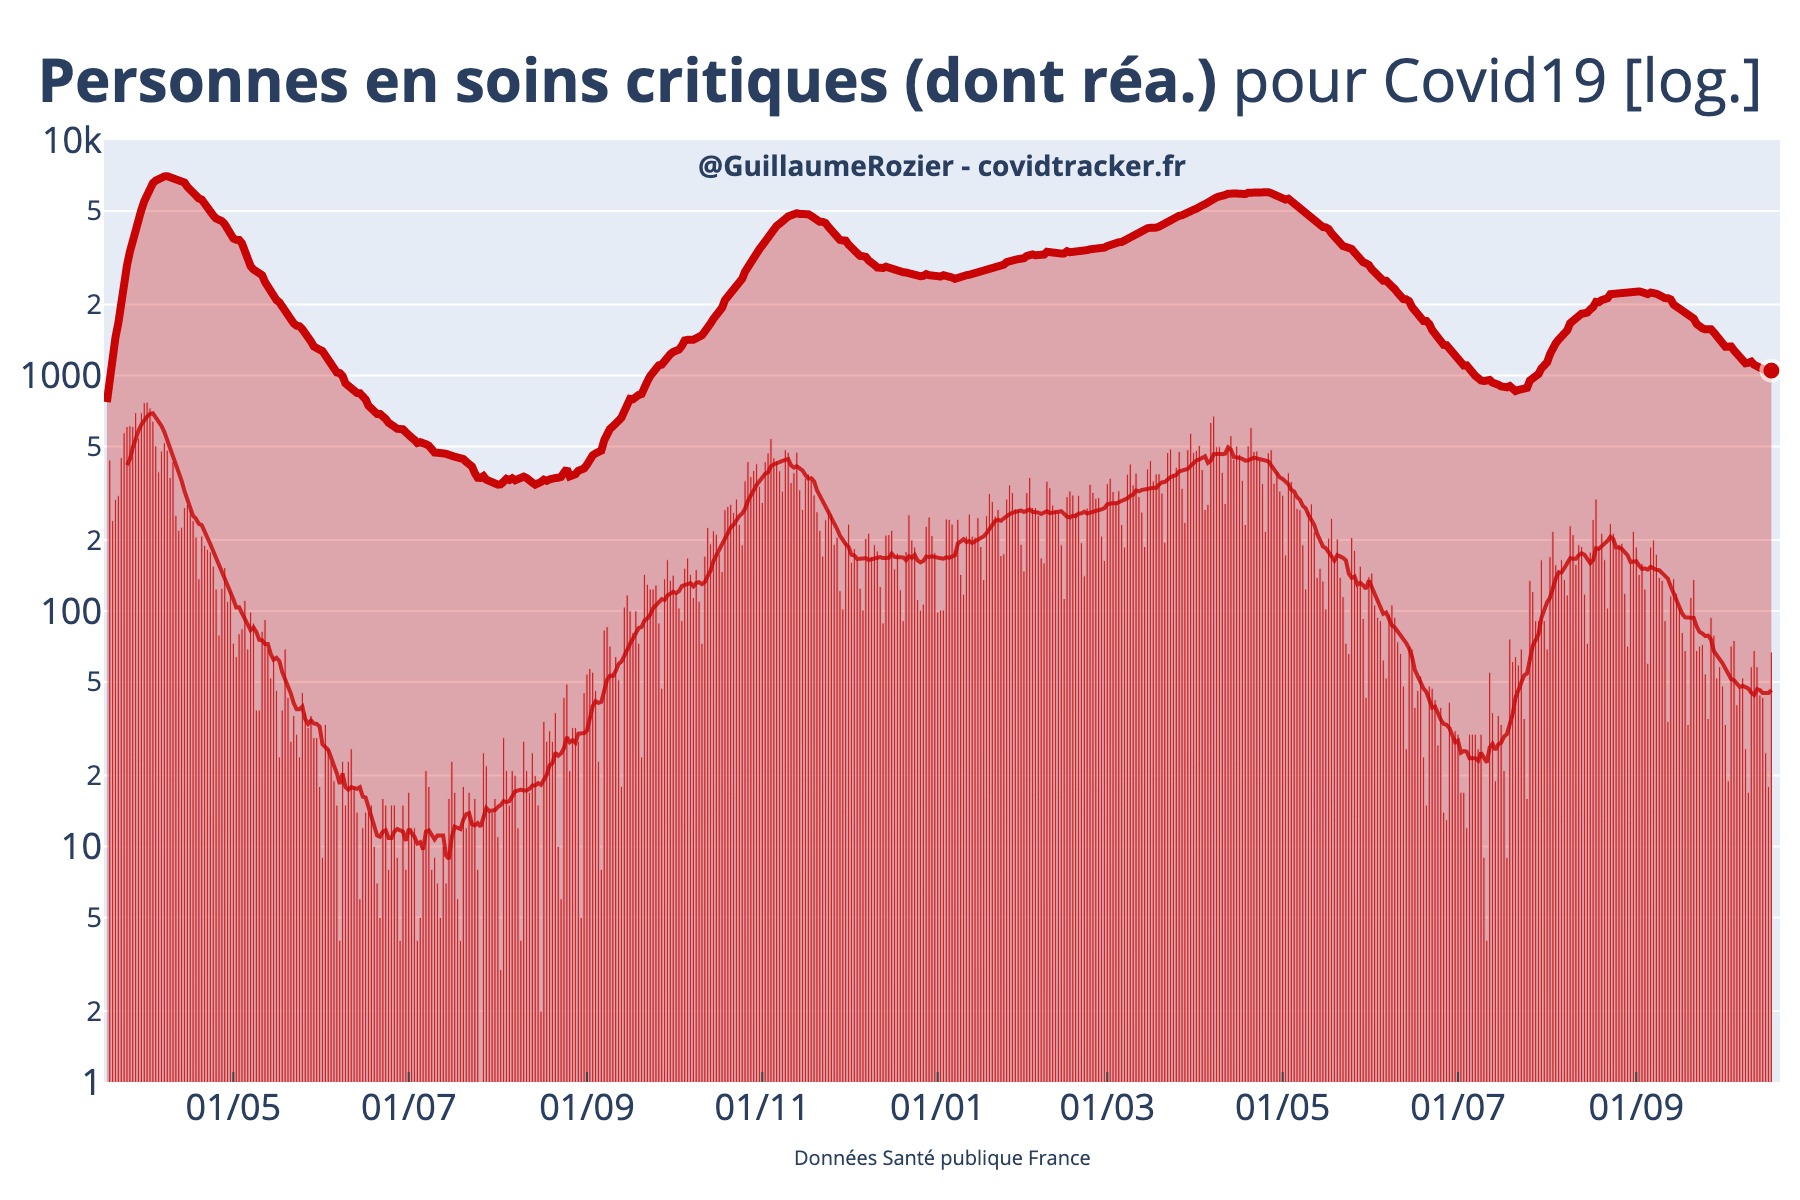 Personnes en soins critiques (dont réa.) pour Covid19 [log.]
@GuillaumeRozier - covidtracker.fr
10k
5
2
1000
5
2
100
5
2
10
5
2
1
01/05 01/07 01/09 01/11 01/01 01/03 01/05 01/07 01/09
Données Santé publique France